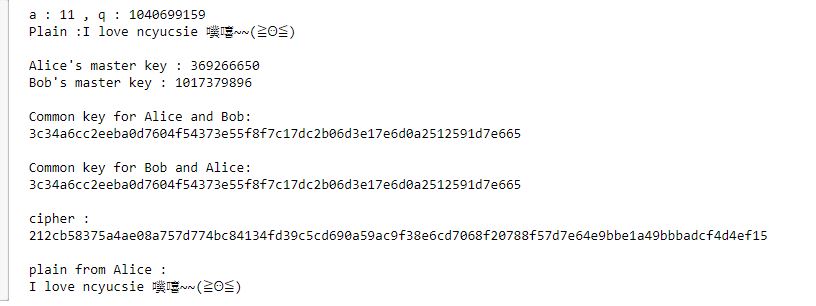 a : 11 , q : 1040699159
Plain :I love ncyucsie 噗嘻~~(≧Θ≦)
Alice's master key : 369266650
Bob's master key : 1017379896
Common key for Alice and Bob:
3c34a6cc2eeba0d7604f54373e55f8f7c17dc2b06d3e17e6d0a2512591d7e665
Common key for Bob and Alice:
3c34a6cc2eeba0d7604f54373e55f8f7c17dc2b06d3e17e6d0a2512591d7e665
cipher :
212cb58375a4ae08a757d774bc84134fd39c5cd690a59ac9f38e6cd7068f20788f57d7e64e9bbe1a49bbbadcf4d4ef15
plain from Alice :
I love ncyucsie 噗嘻~~(≧Θ≦)